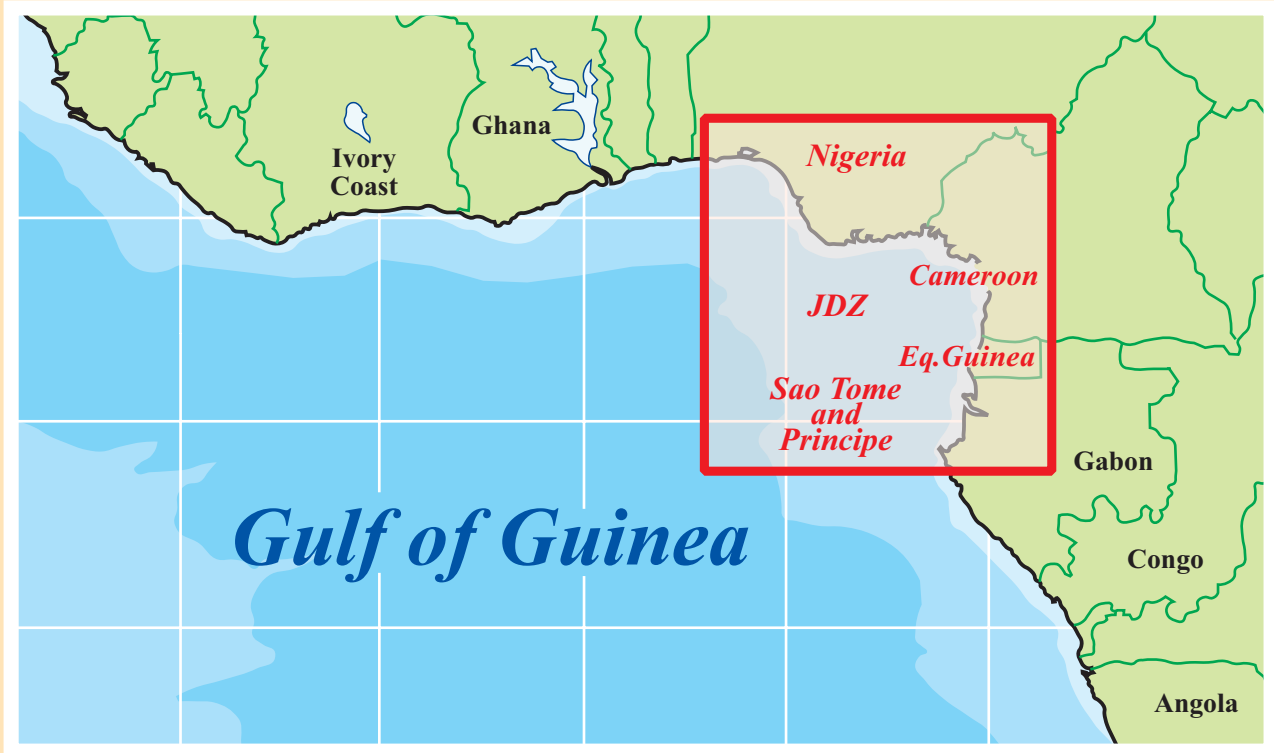 Ghana
Ivory
Coast
Nigeria
Cameroon
JDZ
Eq.Guinea
Sao Tome
and
Principe
Gabon
Gulf of Guinea
Congo
Angola